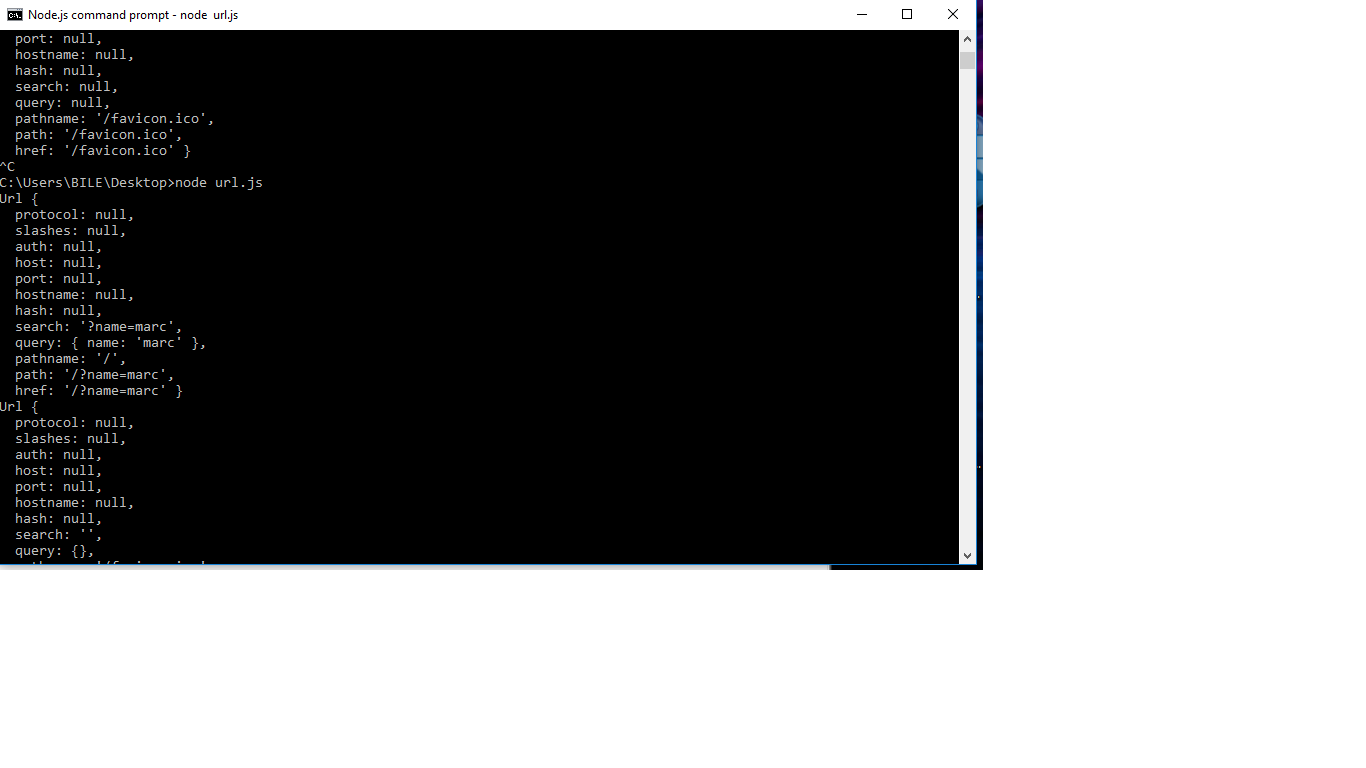 Node.js command prompt - node  url.js
  port: null,
  hostname: null,
  hash: null,
  search: null,
  query: null,
  pathname: '/favicon.ico',
  path: '/favicon.ico',
  href: '/favicon.ico' }
^C
C:\Users\BILE\Desktop>node url.js
Url {
  protocol: null,
  slashes: null,
  auth: null,
  host: null,
  port: null,
  hostname: null,
  hash: null,
  search: '?name=marc',
  query: { name: 'marc' },
  pathname: '/',
  path: '/?name=marc',
  href: '/?name=marc' }
Url {
  protocol: null,
  slashes: null,
  auth: null,
  host: null,
  port: null,
  hostname: null,
  hash: null,
  search: '',
  query: {},